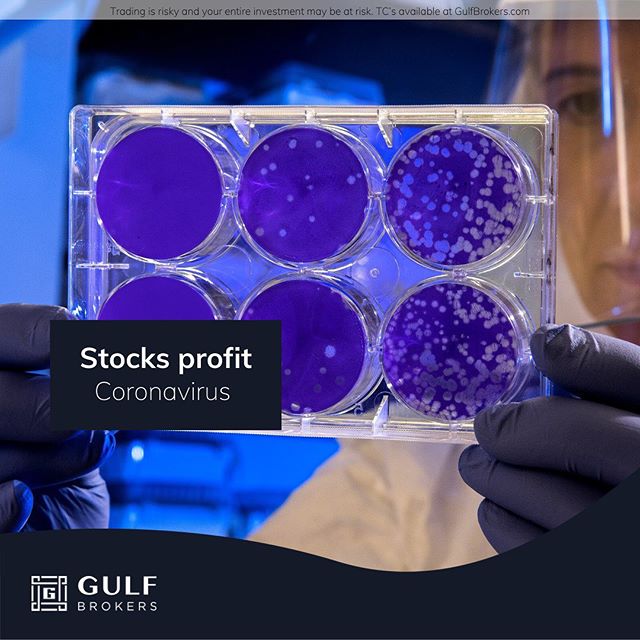 Trading is risky and your entire investment may be at risk. TC's available at GulfBrokers.com
Stocks profit
Coronavirus
G
GULF
BROKERS